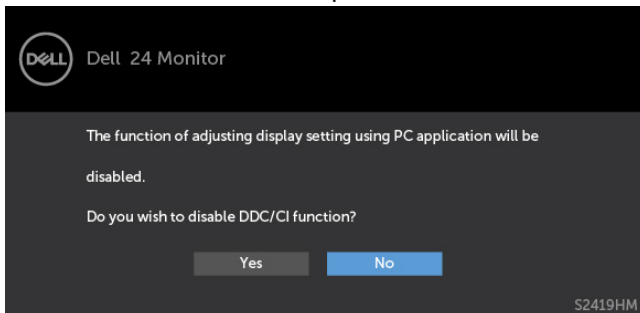 DELL
Dell 24 Monitor
The function of adjusting display setting using PC application will be
disabled.
Do you wish to disable DDC/CI function?
Yes No
S2419HM